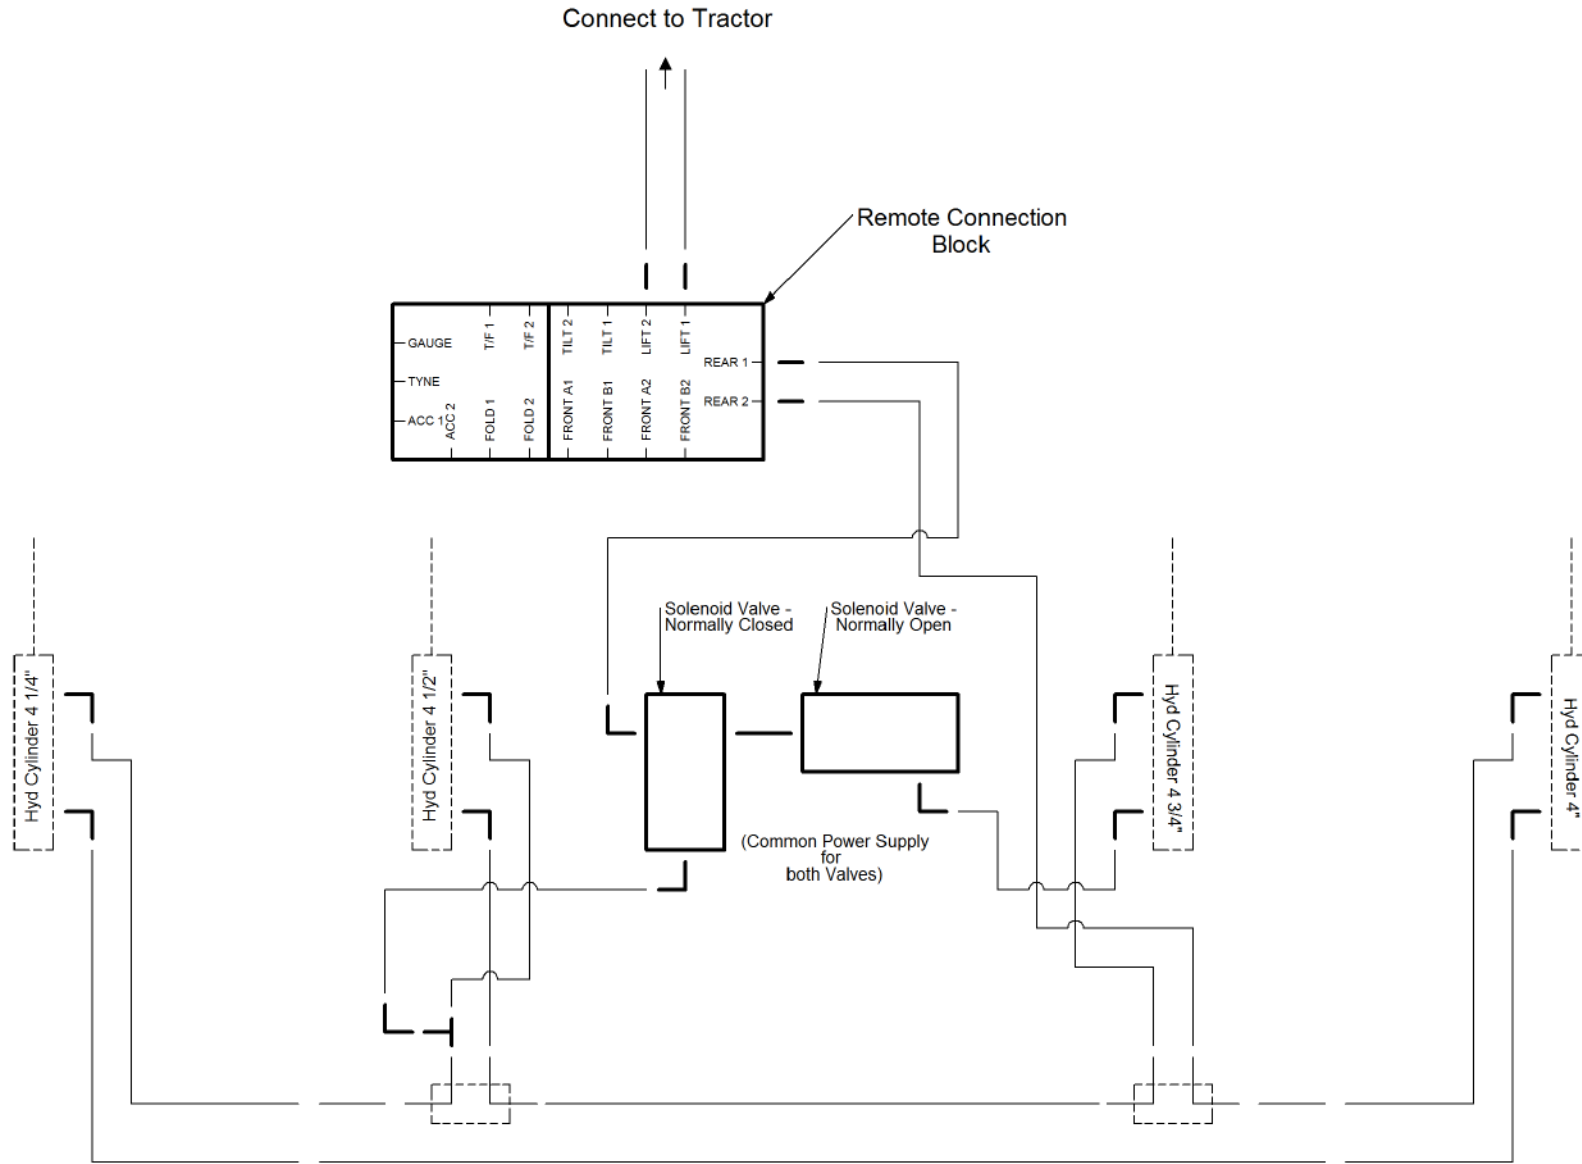 Connect to Tractor
Remote Connection
Block
GAUGE
TYNE
ACC 1
ACC 2
T/F 1
T/F 2
TILT 2
TILT 1
LIFT 2
LIFT 1
REAR 1
REAR 2
FOLD 1
FOLD 2
FRONT A1
FRONT B1
FRONT A2
FRONT B2
Solenoid Valve -
Normally Closed
Solenoid Valve -
Normally Open
Hyd Cylinder 4 1/4"
Hyd Cylinder 4 1/2"
Hyd Cylinder 4 3/4"
Hyd Cylinder 4"
(Common Power Supply
for
both Valves)